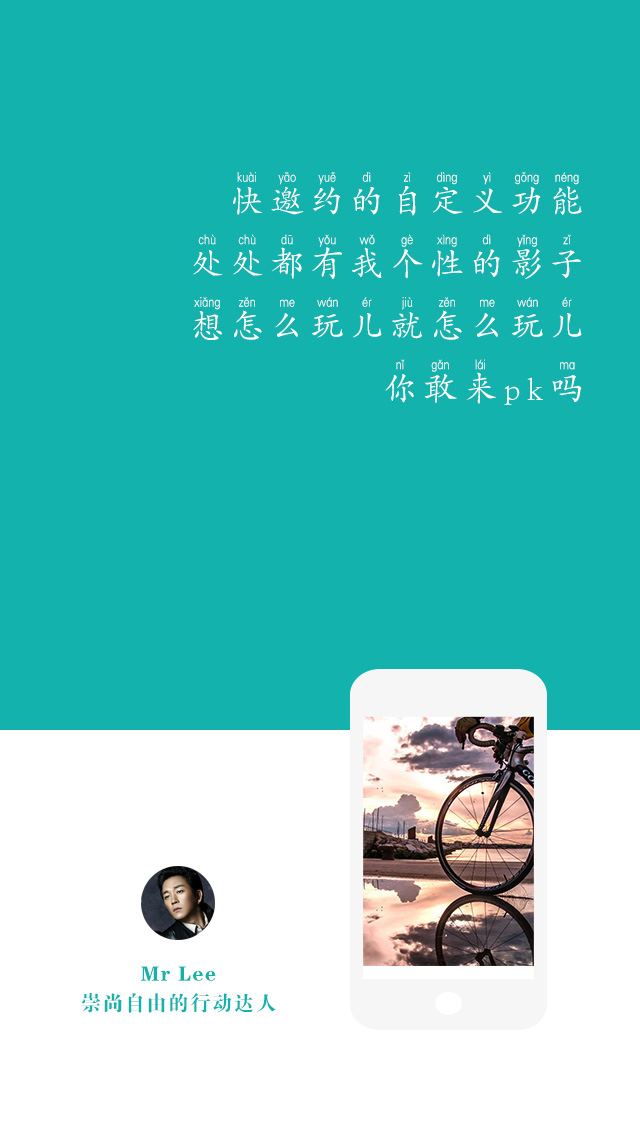 kuài yāo yuē dì zì dìng yì gōng néng
快邀约的自定义功能
chù chù dū yǒu wǒ gè xìng dì yǐng zǐ
处处都有我个性的影子
xiǎng zěn me wán ér jiù zěn me wán ér
想怎么玩儿就怎么玩儿
nǐ gǎn lái ma
你敢来pk吗
Mr Lee
崇尚自由的行动达人